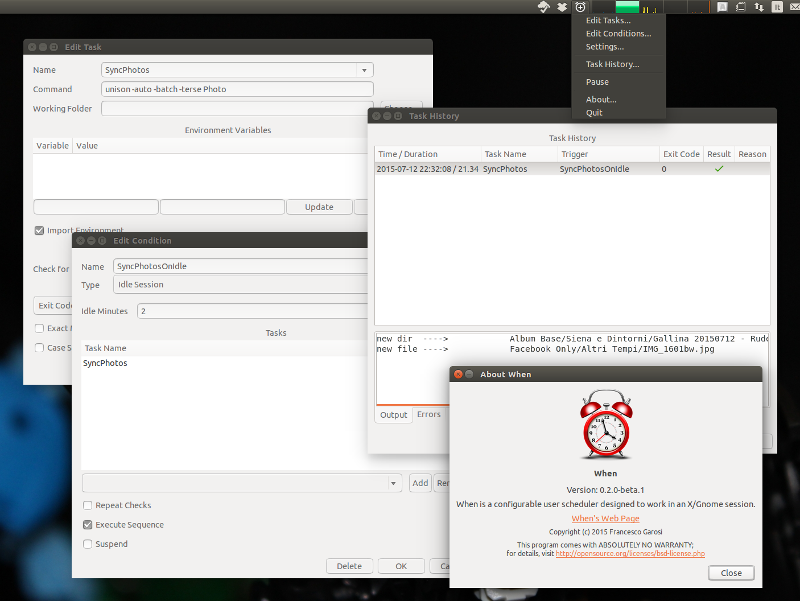 Edit Tasks...
Edit Conditions...
Settings...
Task History...
Pause
About...
Quit
Edit Task
Name
SyncPhotos
Command
unison -auto -batch -terse Photo
Working Folder
Environment Variables
Variable
Value
Update
Import Environment
Check for
Exit Code
Exact
Case S
Task History
Task History
Time / Duration Task Name Trigger Exit Code Result Reason
2015-07-12 22:32:08 / 21.34 SyncPhotos SyncPhotosOnIdle 0
new dir ----> Album Base/Siena e Dintorni/Gallina 20150712 - Rudd
new file ----> Facebook Only/Altri Tempi/IMG_1601bw.jpg
Output
Errors
Edit Condition
Name
SyncPhotosOnIdle
Type
Idle Session
Idle Minutes
2
Tasks
Task Name
SyncPhotos
Add
Repeat Checks
Execute Sequence
Suspend
Delete
OK
Ca
About When
When
Version: 0.2.0-beta.1
When is a configurable user scheduler designed to work in an X/Gnome session.
When's Web Page
Copyright (c) 2015 Francesco Garosi
This program comes with ABSOLUTELY NO WARRANTY;
for details, visit http://opensource.org/licenses/bsd-license.php
Close